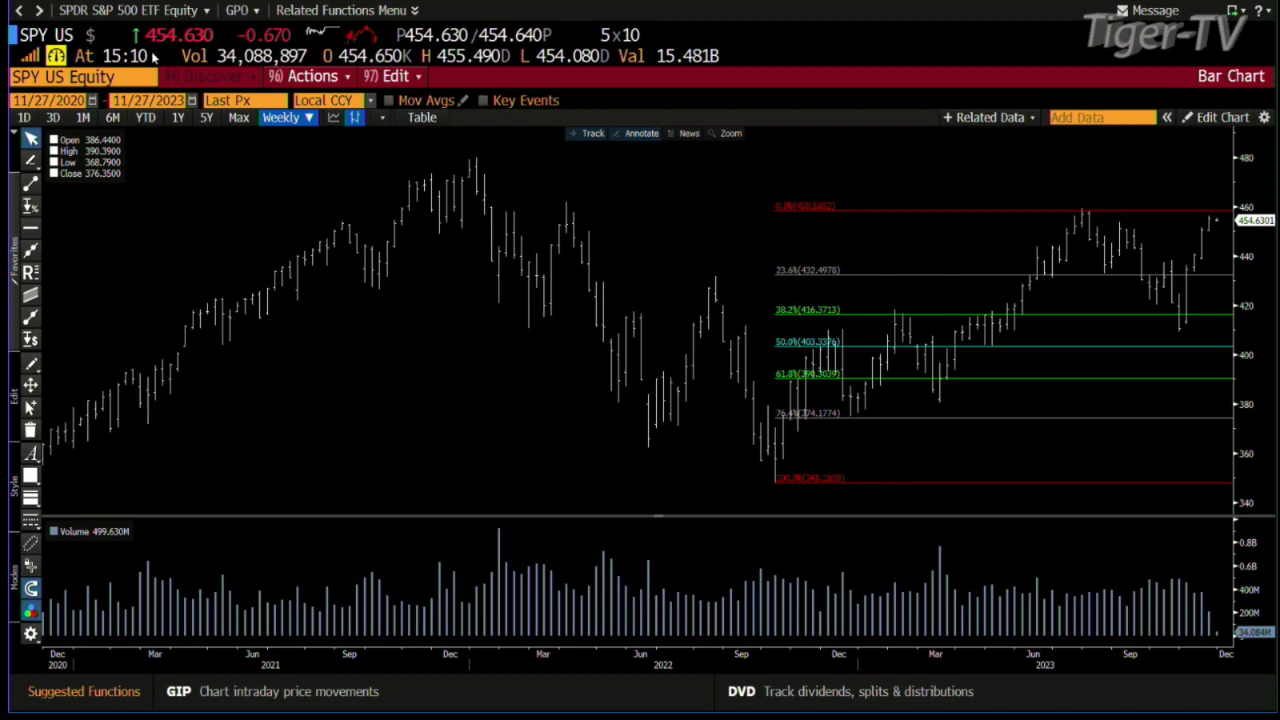 SPDR S&P 500 ETF Equity GPO Related Functions Menu Message
Tiger-TV
SPY US $ 454.630 -0.670 P454.630 / 454.640P 5x10
At 15:10 Vol 34,088,897 O 454.650K H 455.490D L 454.080D Val 15.481B
SPY US Equity 96) Actions 97) Edit Bar Chart
11/27/2020 - 11/27/2023 Last Px Local CCY Mov Avgs Key Events
1D 3D 1M 6M YTD 1Y 5Y Max Weekly ▼ Table + Related Data Add Data Edit Chart
Track Annotate News Zoom
Open 386.4400
High 390.3900
Low 368.7900
Close 376.3500
480
460
454.6301
440
420
400
380
360
340
23.6%(432.4978)
38.2%(416.3713)
50.0%(403.3376)
61.8%(390.3039)
76.4%(374.1774)
Favorites
Edit
Style
Modes
Volume 499.630M
0.8B
0.6B
400M
200M
34.084M
Dec Mar Jun Sep Dec Mar Jun Sep Dec Mar Jun Sep Dec
2020 2021 2022 2023
Suggested Functions GIP Chart intraday price movements DVD Track dividends, splits & distributions